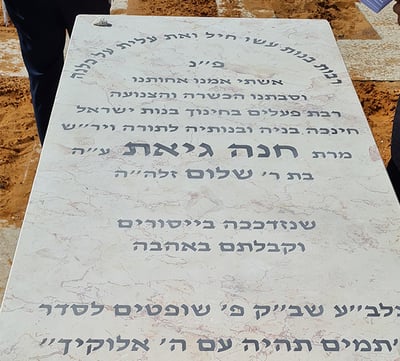 רבות בנות עשו חיל ואת עלית על כלנה
פ״נ
אשתי אמנו אחותנו
וסבתנו הכשרה והצנועה
רבת פעלים בחינוך בנות ישראל
חינכה בניה ובנותיה לתורה ויר״ש
מרת חנה גיאת ע״ה
בת ר׳ שלום זלה״ה
שנזדככה בייסורים
וקבלתם באהבה
נלב״ע שב״ק פ׳ שופטים לסדר
״תמים תהיה עם ה׳ אלוקיך״